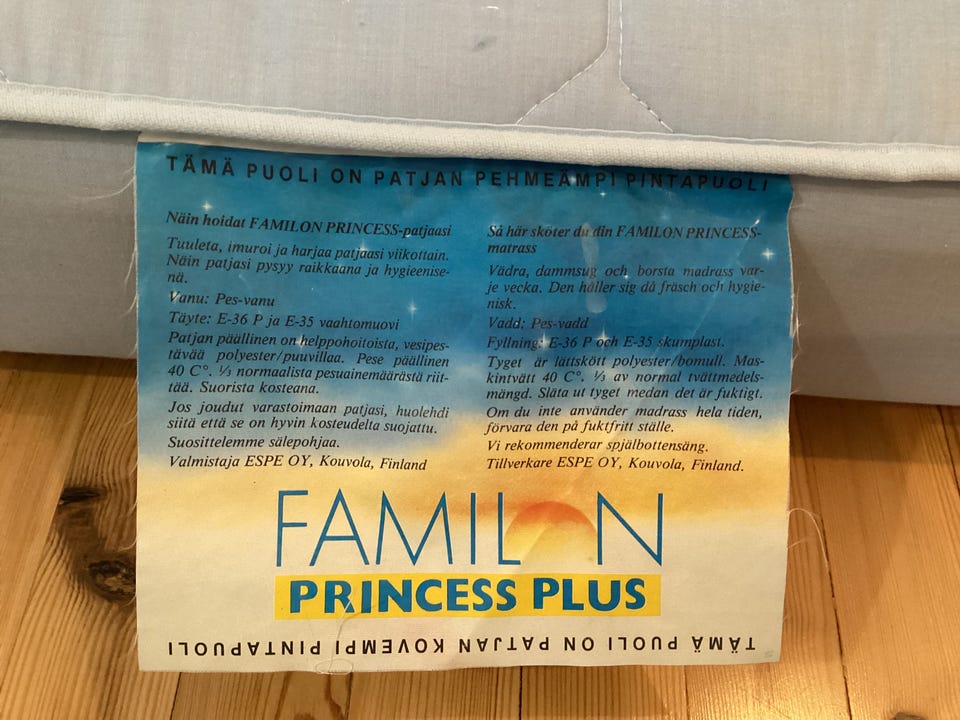 TÄMÄ PUOLI ON PATJAN PEHMEÄMPI PINTAPUOLI
Näin hoidat FAMILON PRINCESS-patjaasi
Tuuleta, imuroi ja harjaa patjaasi viikottain.
Näin patjasi pysyy raikkaana ja hygieenise-
nä.
Vanu: Pes-vanu
Täyte: E-36 P ja E-35 vaahtomuovi
Patjan päällinen on helppohoitoista, vesipes-
tävää polyester/puuvillaa. Pese päällinen
40 C°. ⅓ normaalista pesuainemäärästä riit-
tää. Suorista kosteana.
Jos joudut varastoimaan patjasi, huolehdi
siitä että se on hyvin kosteudelta suojattu.
Suosittelemme sälepohjaa.
Valmistaja ESPE OY, Kouvola, Finland
Så här sköter du din FAMILON PRINCESS-
matrass
Vädra, dammsug och borsta madrass var-
je vecka. Den håller sig då fräsch och hygie-
nisk.
Vadd: Pes-vadd
Fyllning: E-36 P och E-35 skumplast.
Tyget är lättskött polyester/bomull. Mas-
kintvätt 40 C°. ⅓ av normal tvättmedels-
mängd. Släta ut tyget medan det är fuktigt.
Om du inte använder madrass hela tiden,
förvara den på fuktfritt ställe.
Vi rekommenderar spjälbottensäng.
Tillverkare ESPE OY, Kouvola, Finland.
FAMILON
PRINCESS PLUS
TÄMÄ PUOLI ON PATJAN KOVEMPI PINTAPUOLI